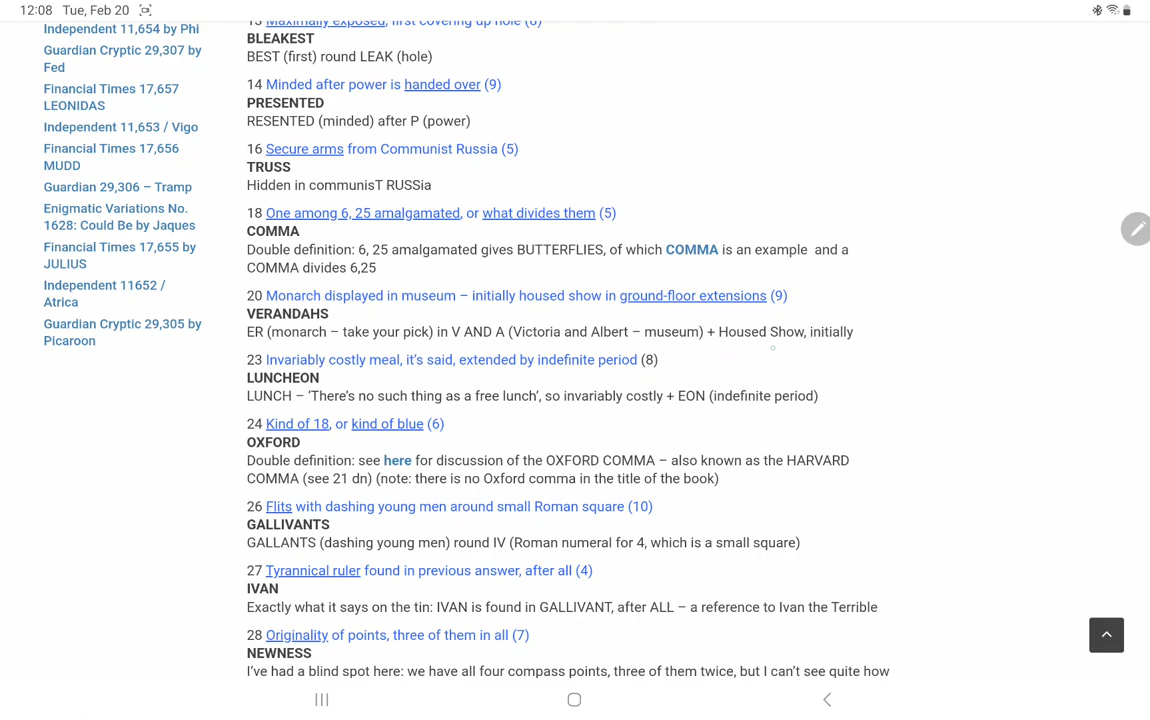 12:08 Tue, Feb 20
Independent 11,654 by Phi
Guardian Cryptic 29,307 by
Fed
Financial Times 17,657
LEONIDAS
Independent 11,653 / Vigo
Financial Times 17,656
MUDD
Guardian 29,306 – Tramp
Enigmatic Variations No.
1628: Could Be by Jaques
Financial Times 17,655 by
JULIUS
Independent 11652 /
Atrica
Guardian Cryptic 29,305 by
Picaroon
13 Maximally exposed, first covering up hole (8)
BLEAKEST
BEST (first) round LEAK (hole)
14 Minded after power is handed over (9)
PRESENTED
RESENTED (minded) after P (power)
16 Secure arms from Communist Russia (5)
TRUSS
Hidden in communisT RUSSia
18 One among 6, 25 amalgamated, or what divides them (5)
COMMA
Double definition: 6, 25 amalgamated gives BUTTERFLIES, of which COMMA is an example and a
COMMA divides 6,25
20 Monarch displayed in museum – initially housed show in ground-floor extensions (9)
VERANDAHS
ER (monarch – take your pick) in V AND A (Victoria and Albert – museum) + Housed Show, initially
23 Invariably costly meal, it's said, extended by indefinite period (8)
LUNCHEON
LUNCH – 'There's no such thing as a free lunch', so invariably costly + EON (indefinite period)
24 Kind of 18, or kind of blue (6)
OXFORD
Double definition: see here for discussion of the OXFORD COMMA – also known as the HARVARD
COMMA (see 21 dn) (note: there is no Oxford comma in the title of the book)
26 Flits with dashing young men around small Roman square (10)
GALLIVANTS
GALLANTS (dashing young men) round IV (Roman numeral for 4, which is a small square)
27 Tyrannical ruler found in previous answer, after all (4)
IVAN
Exactly what it says on the tin: IVAN is found in GALLIVANT, after ALL – a reference to Ivan the Terrible
28 Originality of points, three of them in all (7)
NEWNESS
I've had a blind spot here: we have all four compass points, three of them twice, but I can't see quite how